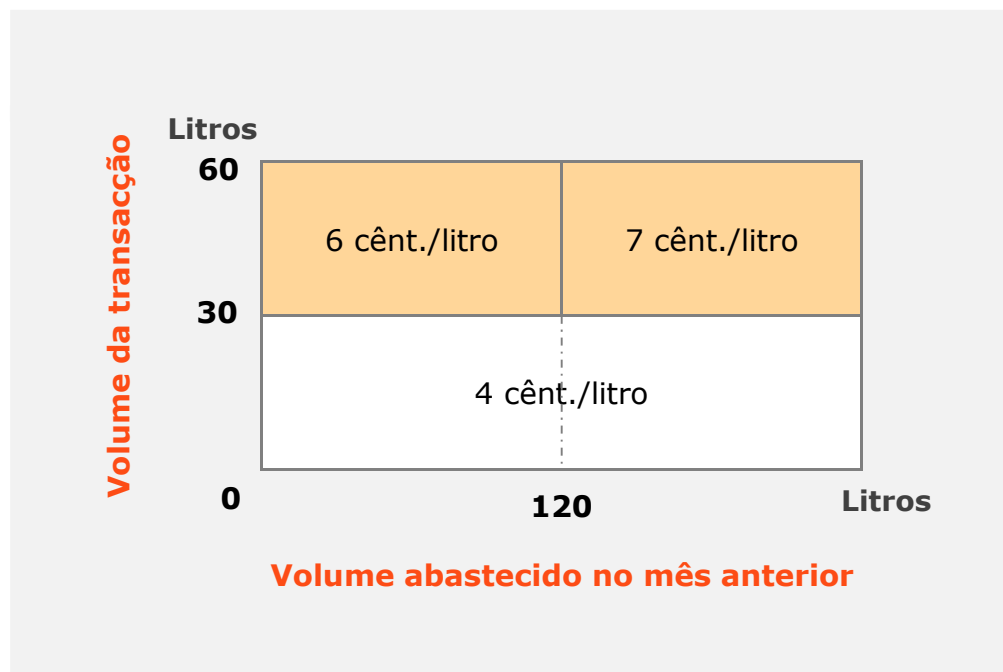 Litros
Volume da transacção
60
6 cênt./litro
7 cênt./litro
30
4 cênt./litro
0
120
Litros
Volume abastecido no mês anterior